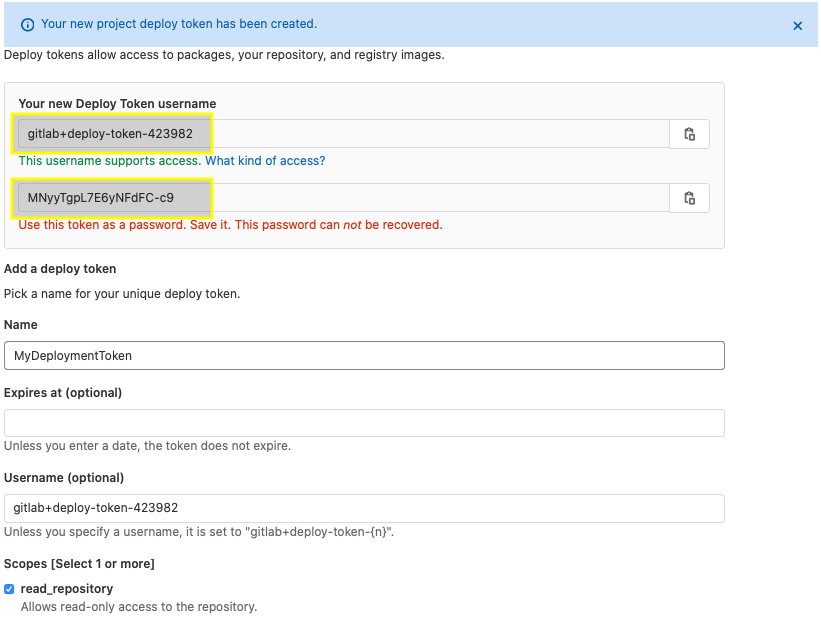 Your new project deploy token has been created.
Deploy tokens allow access to packages, your repository, and registry images.
Your new Deploy Token username
gitlab+deploy-token-423982
This username supports access. What kind of access?
MNyyTgpL7E6yNFdFC-c9
Use this token as a password. Save it. This password can not be recovered.
Add a deploy token
Pick a name for your unique deploy token.
Name
MyDeploymentToken
Expires at (optional)
Unless you enter a date, the token does not expire.
Username (optional)
gitlab+deploy-token-423982
Unless you specify a username, it is set to "gitlab+deploy-token-{n}".
Scopes [Select 1 or more]
read_repository
Allows read-only access to the repository.